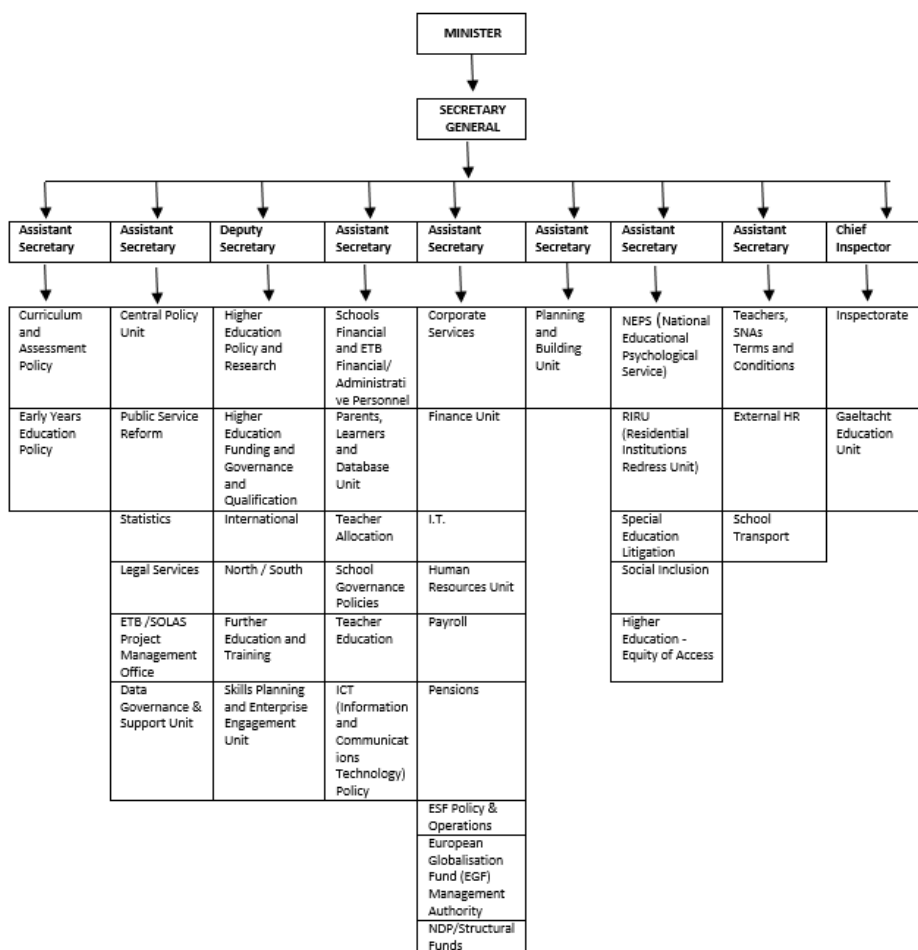 MINISTER
SECRETARY
GENERAL
Assistant
Secretary
Assistant
Secretary
Deputy
Secretary
Assistant
Secretary
Assistant
Secretary
Assistant
Secretary
Assistant
Secretary
Assistant
Secretary
Chief
Inspector
Curriculum
and
Assessment
Policy
Central Policy
Unit
Higher
Education
Policy and
Research
Schools
Financial
and ETB
Financial/
Administrati
ve Personnel
Corporate
Services
Planning
and
Building
Unit
NEPS (National
Educational
Psychological
Service)
Teachers,
SNAs
Terms and
Conditions
Inspectorate
Early Years
Education
Policy
Public Service
Reform
Higher
Education
Funding and
Governance
and
Qualification
Parents,
Learners
and
Database
Unit
Finance Unit
RIRU
(Residential
Institutions
Redress Unit)
External HR
Gaeltacht
Education
Unit
Statistics
International
Teacher
Allocation
I.T.
Special
Education
Litigation
School
Transport
Legal Services
North / South
School
Governance
Policies
Human
Resources Unit
Social Inclusion
ETB /SOLAS
Project
Management
Office
Further
Education and
Training
Teacher
Education
Payroll
Higher
Education -
Equity of Access
Data
Governance &
Support Unit
Skills Planning
and Enterprise
Engagement
Unit
ICT
(Information
and
Communicat
ions
Technology)
Policy
Pensions
ESF Policy &
Operations
European
Globalisation
Fund (EGF)
Management
Authority
NDP/Structural
Funds